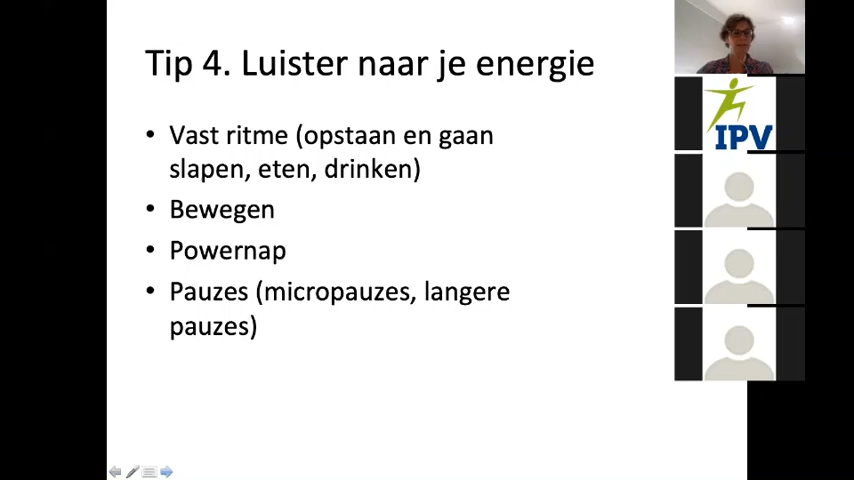 Tip 4. Luister naar je energie
• Vast ritme (opstaan en gaan
slapen, eten, drinken)
• Bewegen
• Powernap
• Pauzes (micropauzes, langere
pauzes)
IPV